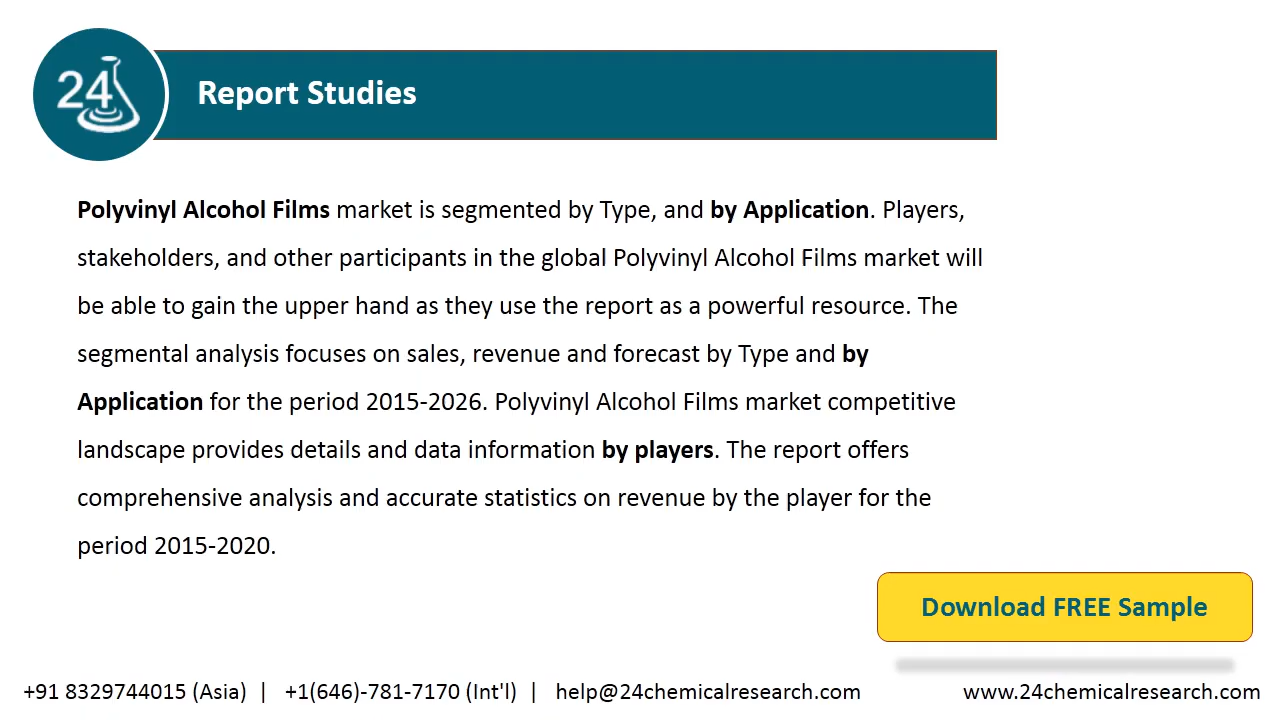 24
Report Studies
Polyvinyl Alcohol Films market is segmented by Type, and by Application. Players,
stakeholders, and other participants in the global Polyvinyl Alcohol Films market will
be able to gain the upper hand as they use the report as a powerful resource. The
segmental analysis focuses on sales, revenue and forecast by Type and by
Application for the period 2015-2026. Polyvinyl Alcohol Films market competitive
landscape provides details and data information by players. The report offers
comprehensive analysis and accurate statistics on revenue by the player for the
period 2015-2020.
Download FREE Sample
+91 8329744015 (Asia) | +1(646)-781-7170 (Int'l) | help@24chemicalresearch.com www.24chemicalresearch.com